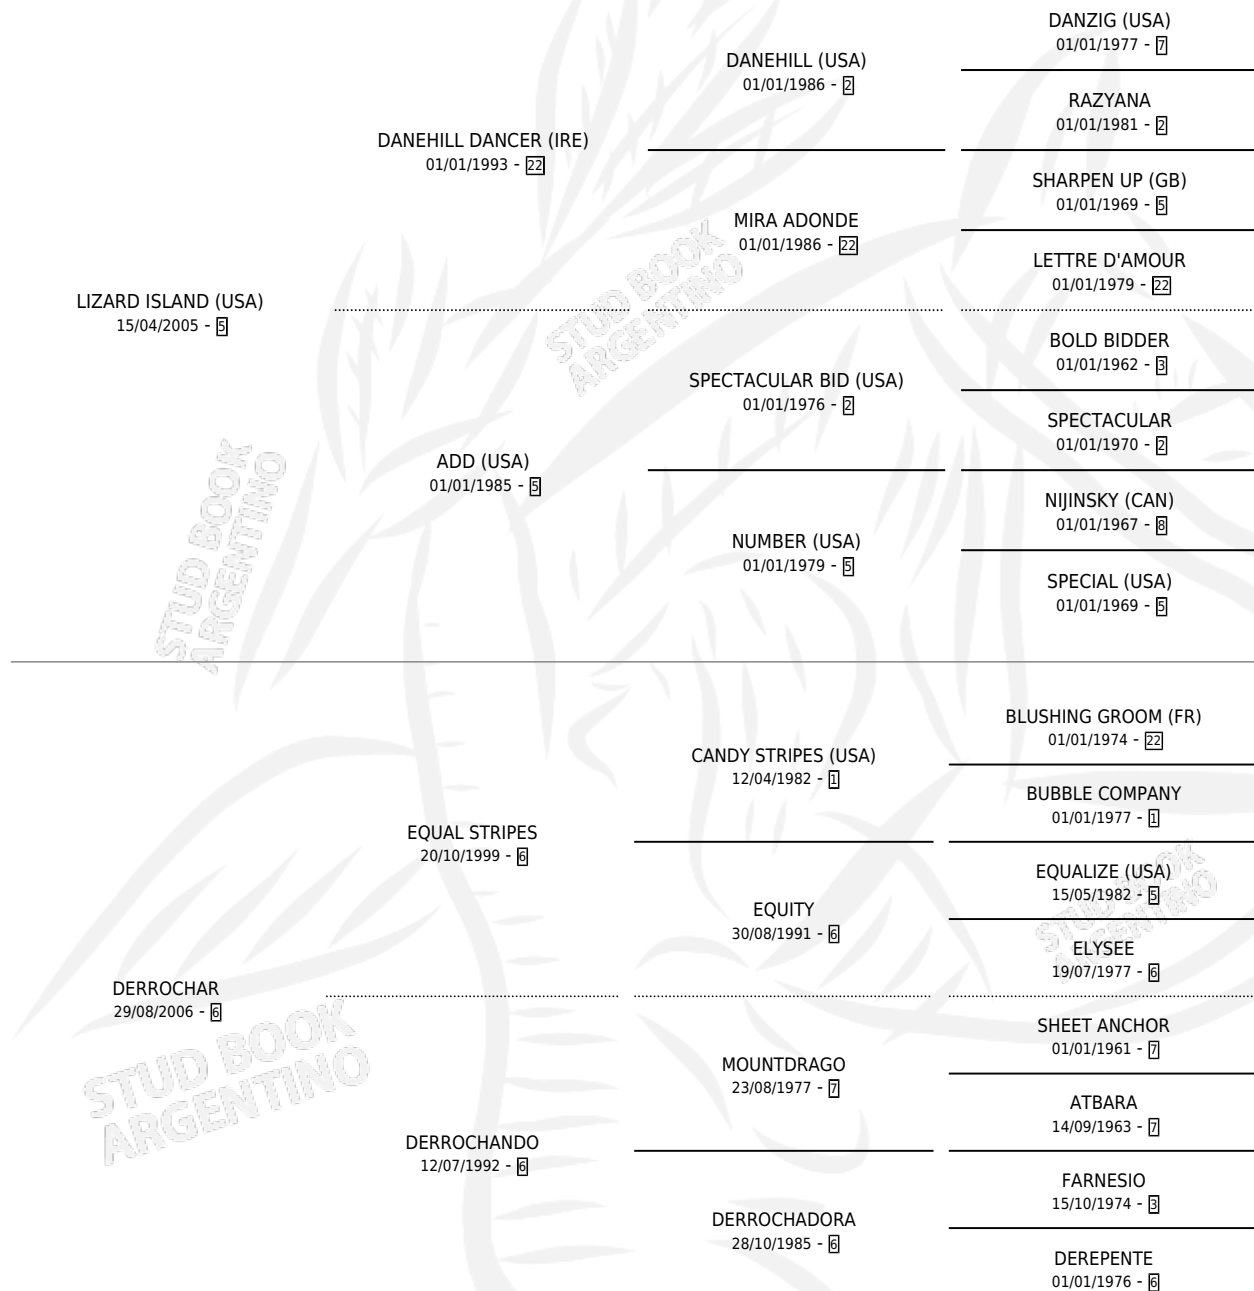 DANZIG (USA)
01/01/1977 - 7
DANEHILL (USA)
01/01/1986 - 2
RAZYANA
01/01/1981 - 2
DANEHILL DANCER (IRE)
01/01/1993 - 22
SHARPEN UP (GB)
01/01/1969 - 5
MIRA ADONDE
01/01/1986 - 22
LETTRE D'AMOUR
01/01/1979 - 22
LIZARD ISLAND (USA)
15/04/2005 - 5
BOLD BIDDER
01/01/1962 - 3
SPECTACULAR BID (USA)
01/01/1976 - 2
SPECTACULAR
01/01/1970 - 2
ADD (USA)
01/01/1985 - 5
NIJINSKY (CAN)
01/01/1967 - 8
NUMBER (USA)
01/01/1979 - 5
SPECIAL (USA)
01/01/1969 - 5
BLUSHING GROOM (FR)
01/01/1974 - 22
CANDY STRIPES (USA)
12/04/1982 - 1
BUBBLE COMPANY
01/01/1977 - 1
EQUAL STRIPES
20/10/1999 - 6
EQUALIZE (USA)
15/05/1982 - 5
EQUITY
30/08/1991 - 6
ELYSEE
19/07/1977 - 6
DERROCHAR
29/08/2006 - 6
SHEET ANCHOR
01/01/1961 - 7
MOUNTDRAGO
23/08/1977 - 7
ATBARA
14/09/1963 - 7
DERROCHANDO
12/07/1992 - 6
FARNESIO
15/10/1974 - 3
DERROCHADORA
28/10/1985 - 6
DEREPENTE
01/01/1976 - 6
STUD BOOK
ARGENTINO
STUD BOOK
ARGENTINO
STUD BOOK
ARGENTINO
STUD BOOK
ARGENTINO